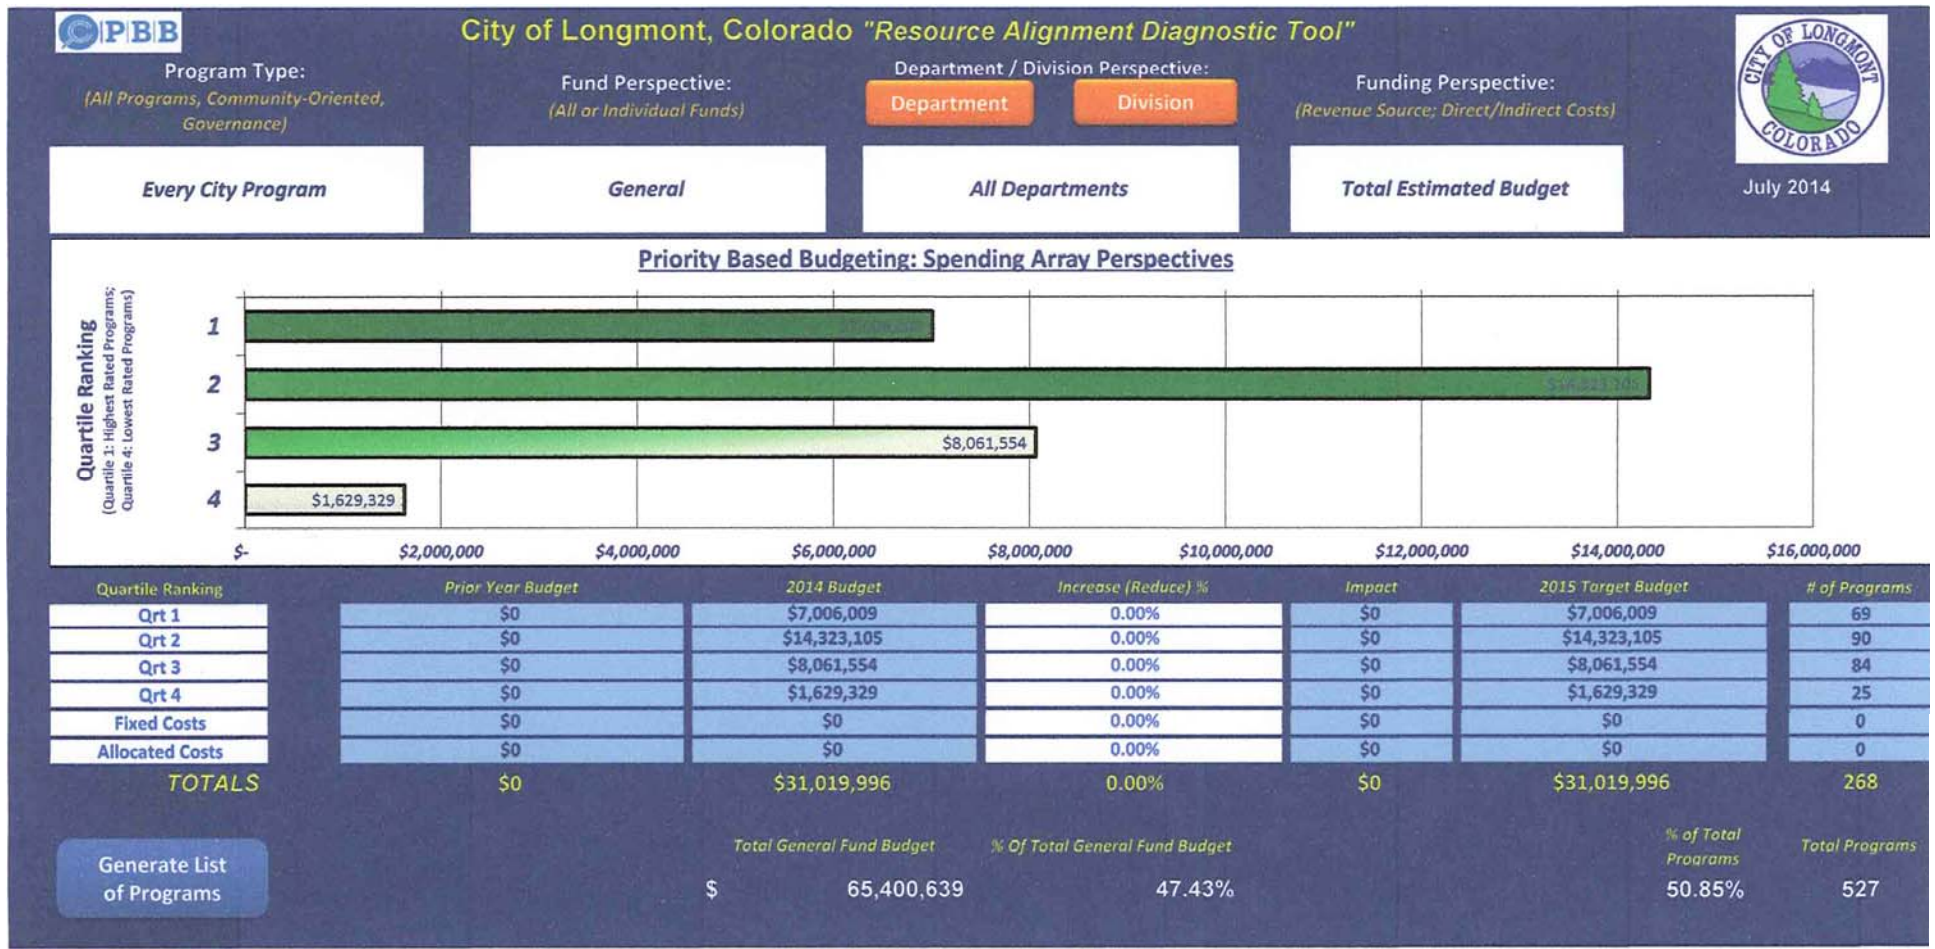 PBB
City of Longmont, Colorado "Resource Alignment Diagnostic Tool"
CITY OF LONGMONT
COLORADO
Program Type:
(All Programs, Community-Oriented,
Governance)
Fund Perspective:
(All or Individual Funds)
Department / Division Perspective:
Department
Division
Funding Perspective:
(Revenue Source; Direct/Indirect Costs)
Every City Program
General
All Departments
Total Estimated Budget
July 2014
Priority Based Budgeting: Spending Array Perspectives
Quartile Ranking
(Quartile 1: Highest Rated Programs;
Quartile 4: Lowest Rated Programs)
1
2 $14,323,105
3 $8,061,554
4 $1,629,329
$- $2,000,000 $4,000,000 $6,000,000 $8,000,000 $10,000,000 $12,000,000 $14,000,000 $16,000,000
Quartile Ranking Prior Year Budget 2014 Budget Increase (Reduce) % Impact 2015 Target Budget # of Programs
Qrt 1 $0 $7,006,009 0.00% $0 $7,006,009 69
Qrt 2 $0 $14,323,105 0.00% $0 $14,323,105 90
Qrt 3 $0 $8,061,554 0.00% $0 $8,061,554 84
Qrt 4 $0 $1,629,329 0.00% $0 $1,629,329 25
Fixed Costs $0 $0 0.00% $0 $0 0
Allocated Costs $0 $0 0.00% $0 $0 0
TOTALS $0 $31,019,996 0.00% $0 $31,019,996 268
Generate List
of Programs
Total General Fund Budget % Of Total General Fund Budget
$ 65,400,639 47.43%
% of Total
Programs
Total Programs
50.85% 527